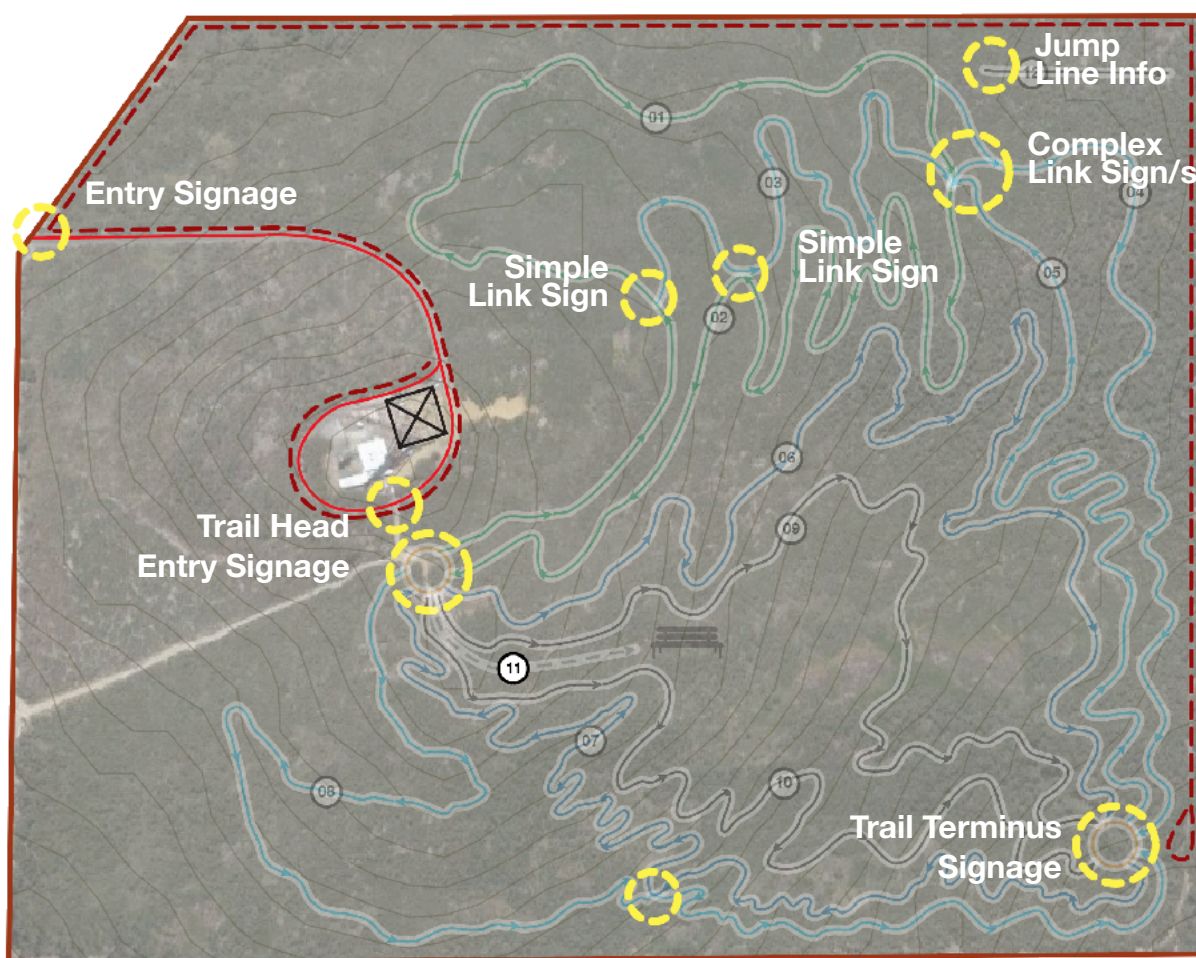 Jump
Line Info
12
01
Complex
Link Sign/s
03
04
Entry Signage
Simple
Link Sign
Simple
Link Sign
05
02
06
Trail Head
Entry Signage
09
11
07
08
10
Trail Terminus
Signage